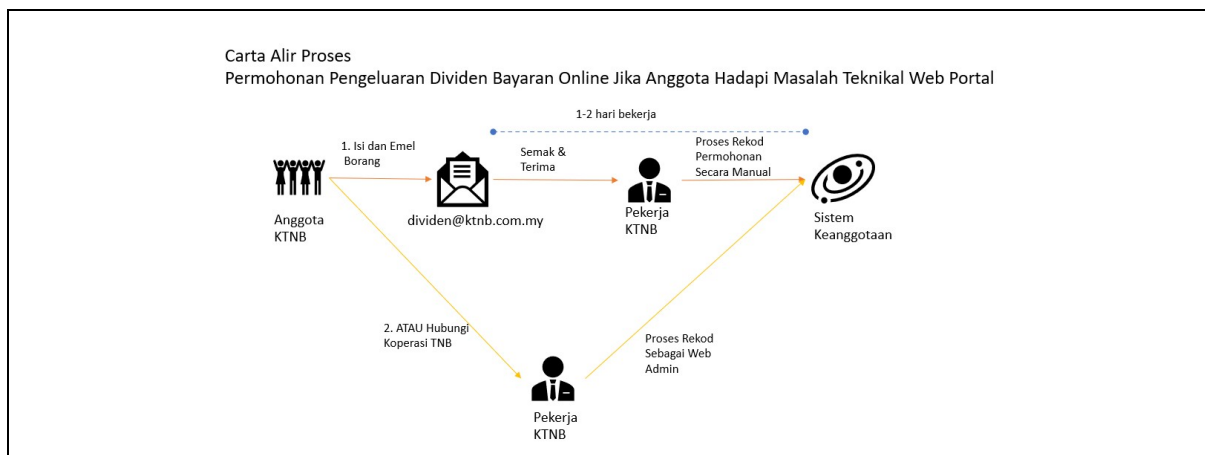 Carta Alir Proses
Permohonan Pengeluaran Dividen Bayaran Online Jika Anggota Hadapi Masalah Teknikal Web Portal
1-2 hari bekerja
1. Isi dan Emel
Borang
Semak &
Terima
Proses Rekod
Permohonan
Secara Manual
Anggota
KTNB
dividen@ktnb.com.my
Pekerja
KTNB
Sistem
Keanggotaan
2. ATAU Hubungi
Koperasi TNB
Proses Rekod
Sebagai Web
Admin
Pekerja
KTNB